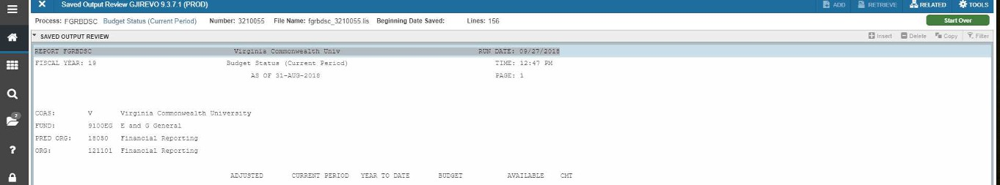 Saved Output Review GJIREVO 9.3.7.1 (PROD) ADD RETRIEVE RELATED TOOLS
Process: FGRBDSC Budget Status (Current Period) Number: 3210055 File Name: fgrbdsc_3210055.lis Beginning Date Saved: Lines: 156 Start Over
SAVED OUTPUT REVIEW Insert Delete Copy Filter
REPORT FGRBDSC Virginia Commonwealth Univ RUN DATE: 09/27/2018
FISCAL YEAR: 19 Budget Status (Current Period) TIME: 12:47 PM
AS OF 31-AUG-2018 PAGE: 1
COAS: V Virginia Commonwealth University
FUND: 9100EG E and G General
PRED ORG: 18050 Financial Reporting
ORG: 121101 Financial Reporting
ADJUSTED CURRENT PERIOD YEAR TO DATE BUDGET AVAILABLE CMT